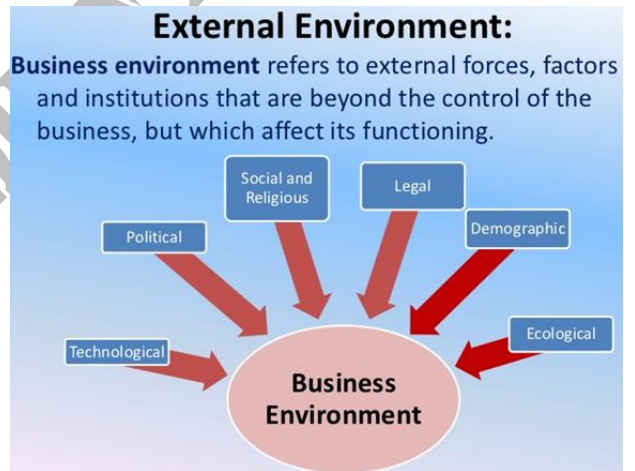 External Environment:
Business environment refers to external forces, factors
and institutions that are beyond the control of the
business, but which affect its functioning.
Social and
Religious
Legal
Political
Demographic
Technological
Ecological
Business
Environment